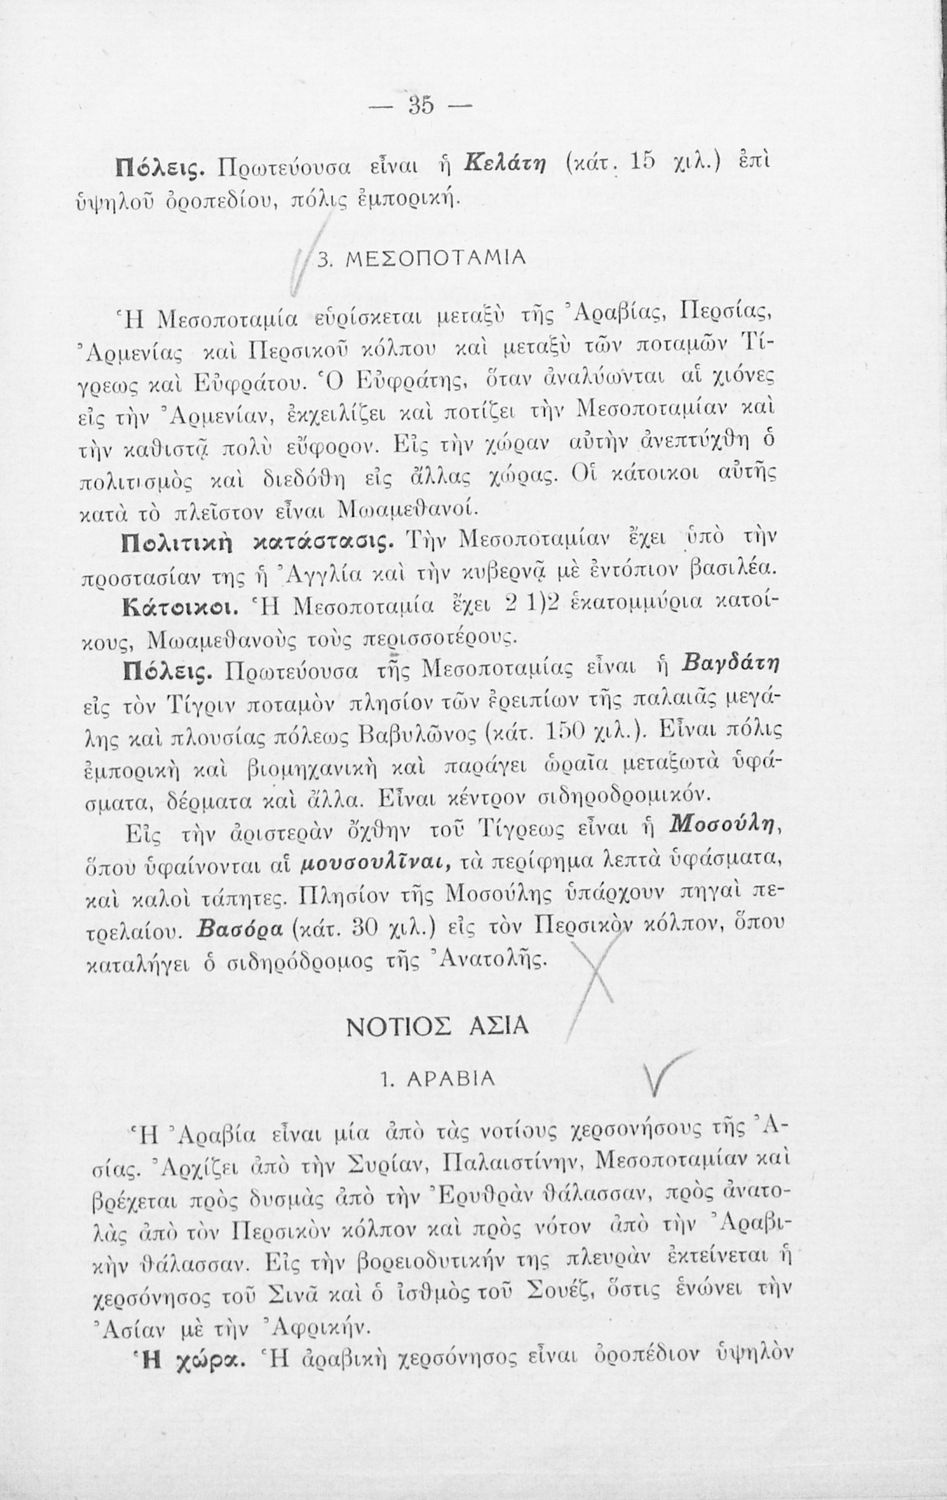 — 35 —
Πόλεις. Πρωτεύουσα εἶναι ἡ Κελάτη (κάτ. 15 χιλ.) ἐπὶ
ὑψηλοῦ ὀροπεδίου, πόλις ἐμπορική.
3. ΜΕΣΟΠΟΤΑΜΙΑ
Ἡ Μεσοποταμία εὑρίσκεται μεταξὺ τῆς Ἀραβίας, Περσίας,
Ἀρμενίας καὶ Περσικοῦ κόλπου καὶ μεταξὺ τῶν ποταμῶν Τί-
γρεως καὶ Εὐφράτου. Ὁ Εὐφράτης, ὅταν ἀναλύωνται αἱ χιόνες
εἰς τὴν Ἀρμενίαν, ἐκχειλίζει καὶ ποτίζει τὴν Μεσοποταμίαν καὶ
τὴν καθιστᾷ πολὺ εὔφορον. Εἰς τὴν χώραν αὐτὴν ἀνεπτύχθη ὁ
πολιτισμὸς καὶ διεδόθη εἰς ἄλλας χώρας. Οἱ κάτοικοι αὐτῆς
κατὰ τὸ πλεῖστον εἶναι Μωαμεθανοί.
Πολιτικὴ κατάστασις. Τὴν Μεσοποταμίαν ἔχει ὑπὸ τὴν
προστασίαν της ἡ Ἀγγλία καὶ τὴν κυβερνᾷ μὲ ἐντόπιον βασιλέα.
Κάτοικοι. Ἡ Μεσοποταμία ἔχει 2 1)2 ἑκατομμύρια κατοί-
κους, Μωαμεθανοὺς τοὺς περισσοτέρους.
Πόλεις. Πρωτεύουσα τῆς Μεσοποταμίας εἶναι ἡ Βαγδάτη
εἰς τὸν Τίγριν ποταμὸν πλησίον τῶν ἐρειπίων τῆς παλαιᾶς μεγά-
λης καὶ πλουσίας πόλεως Βαβυλῶνος (κάτ. 150 χιλ.). Εἶναι πόλις
ἐμπορικὴ καὶ βιομηχανικὴ καὶ παράγει ὡραῖα μεταξωτὰ ὑφά-
σματα, δέρματα καὶ ἄλλα. Εἶναι κέντρον σιδηροδρομικόν.
Εἰς τὴν ἀριστερὰν ὄχθην τοῦ Τίγρεως εἶναι ἡ Μοσούλη,
ὅπου ὑφαίνονται αἱ μουσουλῖναι, τὰ περίφημα λεπτὰ ὑφάσματα,
καὶ καλοὶ τάπητες. Πλησίον τῆς Μοσούλης ὑπάρχουν πηγαὶ πε-
τρελαίου. Βασόρα (κάτ. 30 χιλ.) εἰς τὸν Περσικὸν κόλπον, ὅπου
καταλήγει ὁ σιδηρόδρομος τῆς Ἀνατολῆς.
ΝΟΤΙΟΣ ΑΣΙΑ
1. ΑΡΑΒΙΑ
Ἡ Ἀραβία εἶναι μία ἀπὸ τὰς νοτίους χερσονήσους τῆς Ἀ-
σίας. Ἀρχίζει ἀπὸ τὴν Συρίαν, Παλαιστίνην, Μεσοποταμίαν καὶ
βρέχεται πρὸς δυσμὰς ἀπὸ τὴν Ἐρυθρὰν θάλασσαν, πρὸς ἀνατο-
λὰς ἀπὸ τὸν Περσικὸν κόλπον καὶ πρὸς νότον ἀπὸ τὴν Ἀραβι-
κὴν θάλασσαν. Εἰς τὴν βορειοδυτικήν της πλευρὰν ἐκτείνεται ἡ
χερσόνησος τοῦ Σινᾶ καὶ ὁ ἰσθμὸς τοῦ Σουέζ, ὅστις ἑνώνει τὴν
Ἀσίαν μὲ τὴν Ἀφρικήν.
Ἡ χώρα. Ἡ ἀραβικὴ χερσόνησος εἶναι ὀροπέδιον ὑψηλὸν